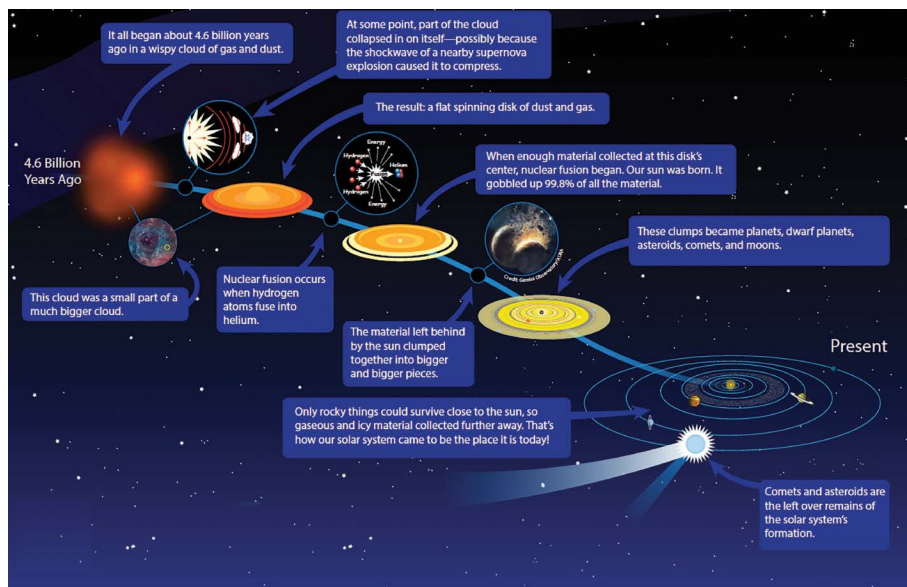 It all began about 4.6 billion years
ago in a wispy cloud of gas and dust.
At some point, part of the cloud
collapsed in on itself—possibly because
the shockwave of a nearby supernova
explosion caused it to compress.
The result: a flat spinning disk of dust and gas.
4.6 Billion
Years Ago
Energy
Hydrogen
Helium
Hydrogen
Energy
When enough material collected at this disk's
center, nuclear fusion began. Our sun was born. It
gobbled up 99.8% of all the material.
These clumps became planets, dwarf planets,
asteroids, comets, and moons.
Credit: Gemini Observatory/AURA
This cloud was a small part of a
much bigger cloud.
Nuclear fusion occurs
when hydrogen
atoms fuse into
helium.
The material left behind
by the sun clumped
together into bigger
and bigger pieces.
Present
Only rocky things could survive close to the sun, so
gaseous and icy material collected further away. That's
how our solar system came to be the place it is today!
Comets and asteroids are
the left over remains of
the solar system's
formation.